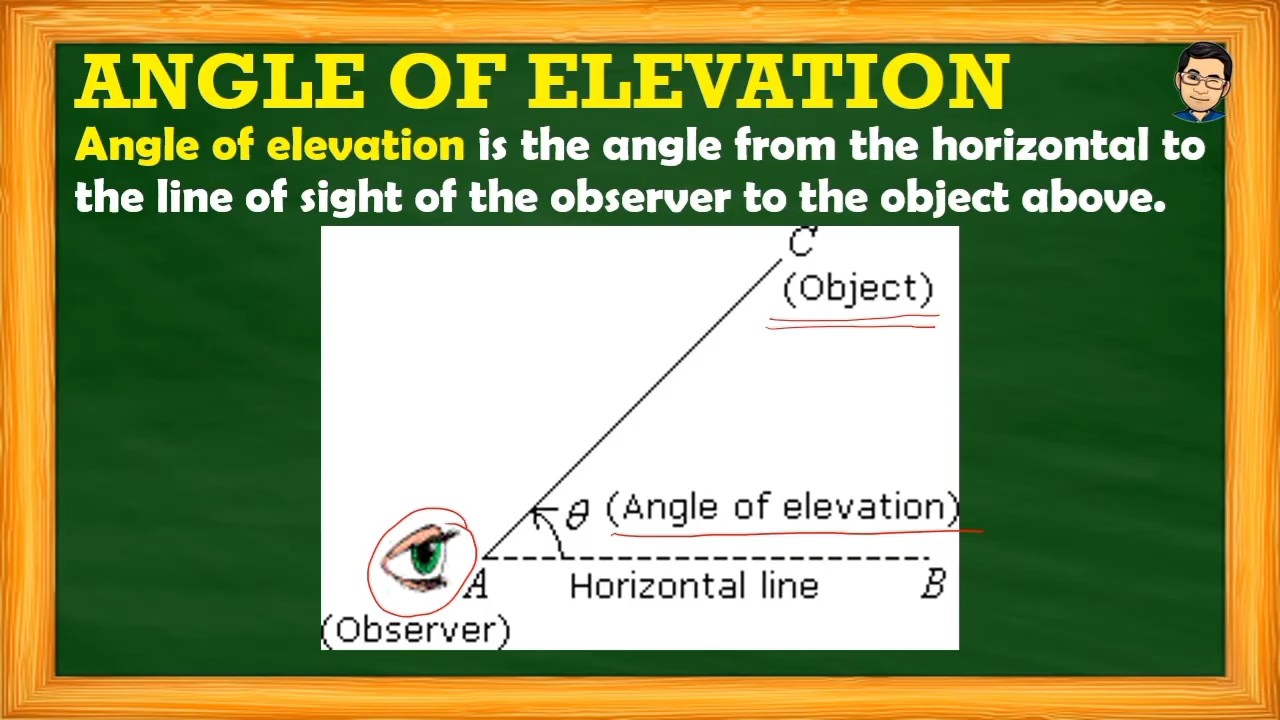 ANGLE OF ELEVATION
Angle of elevation is the angle from the horizontal to
the line of sight of the observer to the object above.
C
(Object)
θ (Angle of elevation)
A Horizontal line B
(Observer)